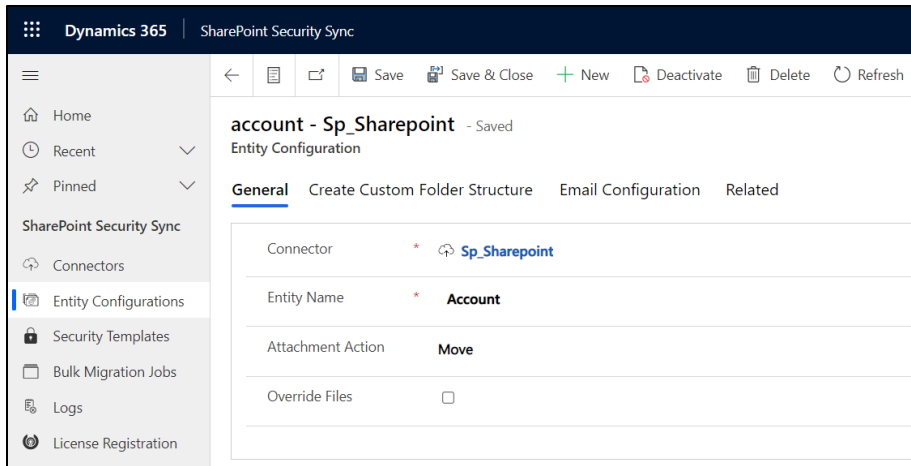 Dynamics 365 SharePoint Security Sync
Save Save & Close New Deactivate Delete Refresh
Home
Recent
Pinned
SharePoint Security Sync
Connectors
Entity Configurations
Security Templates
Bulk Migration Jobs
Logs
License Registration
account - Sp_Sharepoint - Saved
Entity Configuration
General Create Custom Folder Structure Email Configuration Related
Connector * Sp_Sharepoint
Entity Name * Account
Attachment Action Move
Override Files